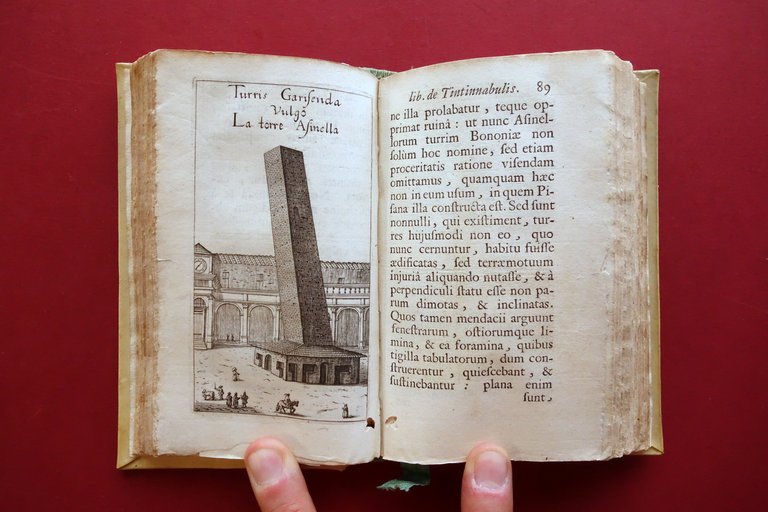 Turris Garisenda
Vulgò
La torre Asinella
lib. de Tintinnabulis. 89
ne illa prolabatur, teque op-
primat ruinâ : ut nunc Aſinel-
lorum turrim Bononiæ non
ſolùm hoc nomine, ſed etiam
proceritatis ratione viſendam
omittamus, quamquam hæc
non in eum uſum, in quem Pi-
ſana illa conſtructa eſt. Sed ſunt
nonnulli, qui exiſtiment, tur-
res hujuſmodi non eo, quo
nunc cernuntur, habitu fuiſſe
ædificatas, ſed terræmotuum
injuriâ aliquando nutaſſe, & à
perpendiculi ſtatu eſſe non pa-
rum dimotas, & inclinatas.
Quos tamen mendacii arguunt
feneſtrarum, oſtiorumque li-
mina, & ea foramina, quibus
tigilla tabulatorum, dum con-
ſtruerentur, quieſcebant, &
ſuſtinebantur : plana enim
ſunt,